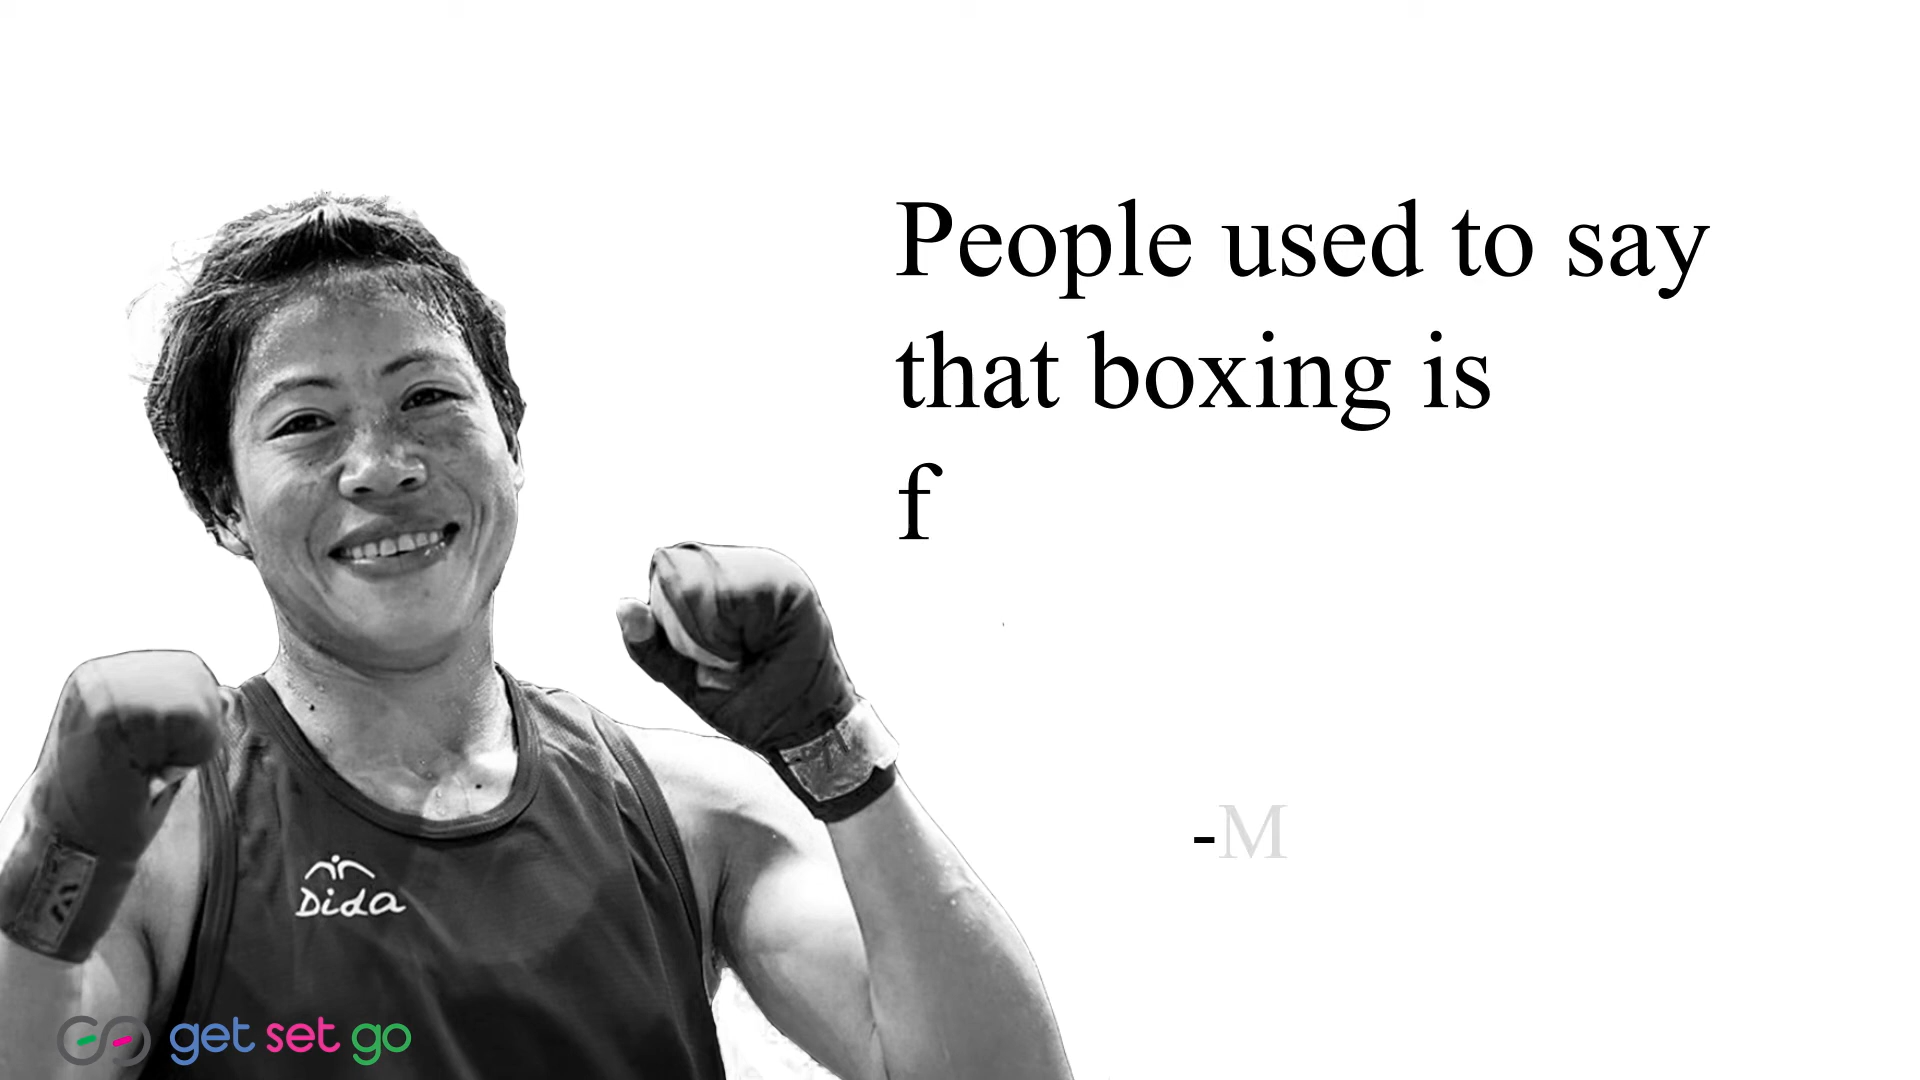 People used to say
that boxing is
f
-M
Dida
get set go